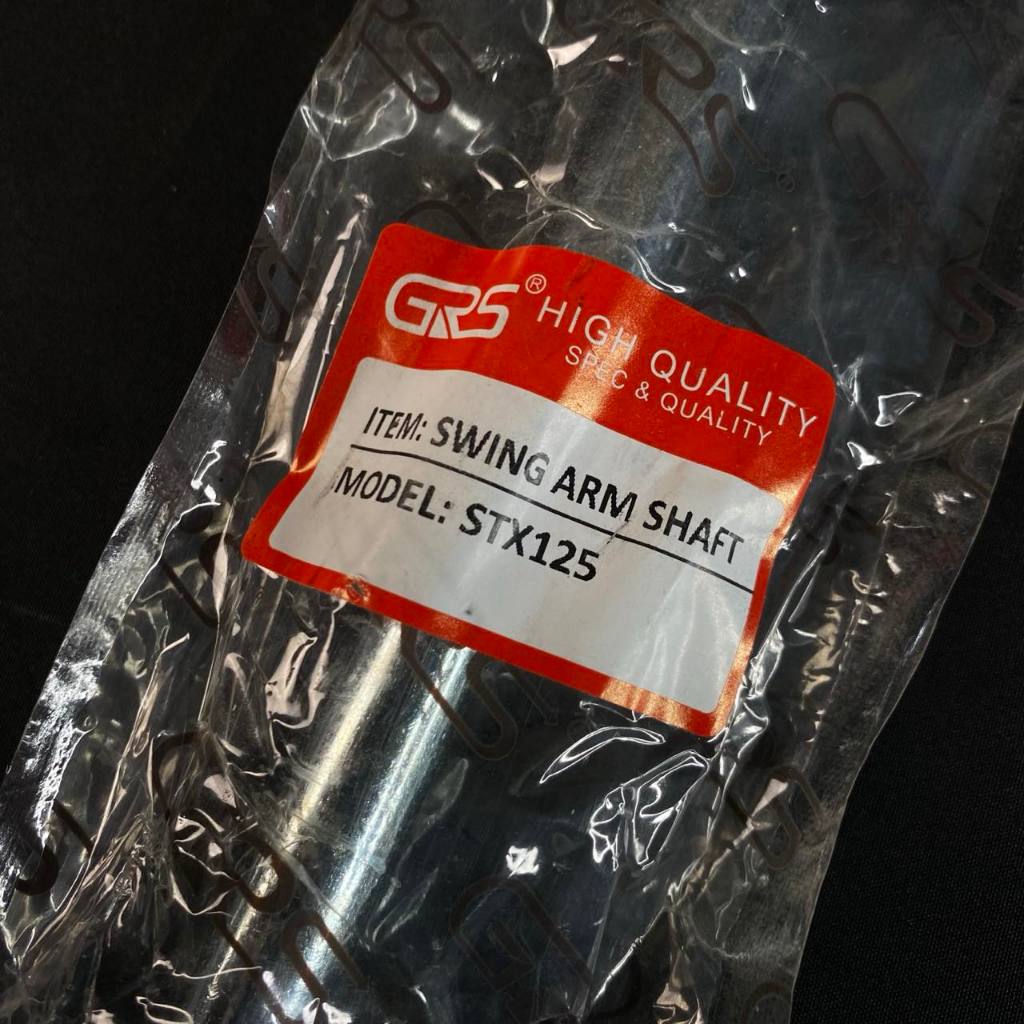 GRS® HIGH QUALITY
SPEC & QUALITY
ITEM: SWING ARM SHAFT
MODEL: STX125